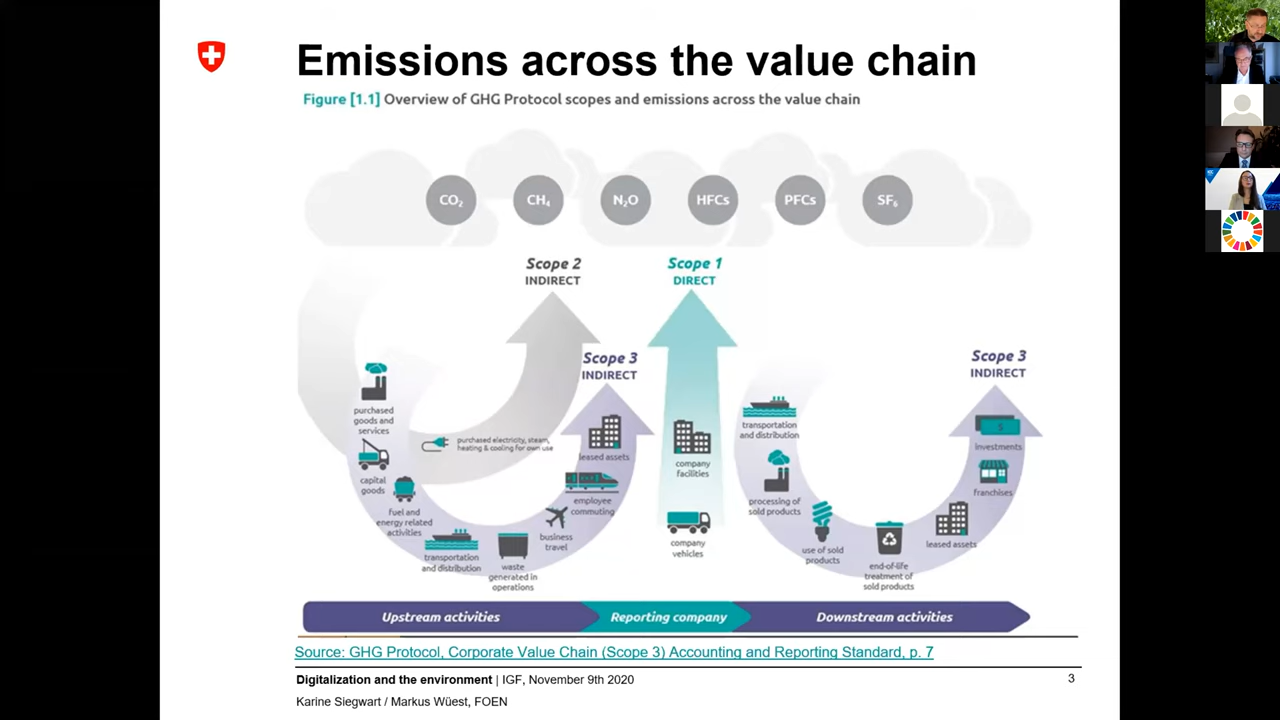 Emissions across the value chain
Figure [1.1] Overview of GHG Protocol scopes and emissions across the value chain
CO₂
CH₄
N₂O
HFCs
PFCs
SF₆
Scope 2
INDIRECT
Scope 1
DIRECT
Scope 3
INDIRECT
Scope 3
INDIRECT
purchased
goods and
services
capital
goods
fuel and
energy related
activities
transportation
and distribution
waste
generated in
operations
business
travel
employee
commuting
leased assets
purchased electricity, steam,
heating & cooling for own use
company
facilities
company
vehicles
transportation
and distribution
processing of
sold products
use of sold
products
end-of-life
treatment of
sold products
leased assets
franchises
investments
$
Upstream activities
Reporting company
Downstream activities
Source: GHG Protocol, Corporate Value Chain (Scope 3) Accounting and Reporting Standard, p. 7
Digitalization and the environment | IGF, November 9th 2020
3
Karine Siegwart / Markus Wüest, FOEN